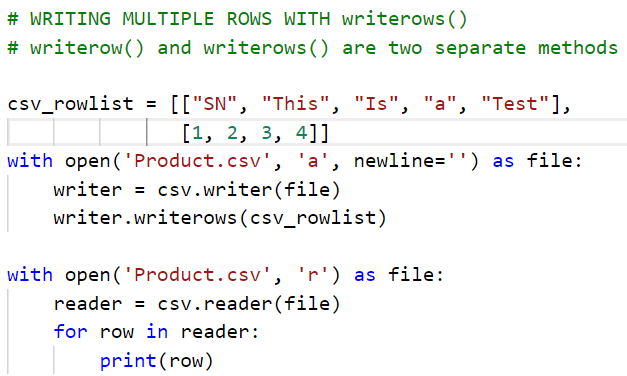 # WRITING MULTIPLE ROWS WITH writerows()
# writerow() and writerows() are two separate methods
csv_rowlist = [["SN", "This", "Is", "a", "Test"],
[1, 2, 3, 4]]
with open('Product.csv', 'a', newline='') as file:
writer = csv.writer(file)
writer.writerows(csv_rowlist)
with open('Product.csv', 'r') as file:
reader = csv.reader(file)
for row in reader:
print(row)